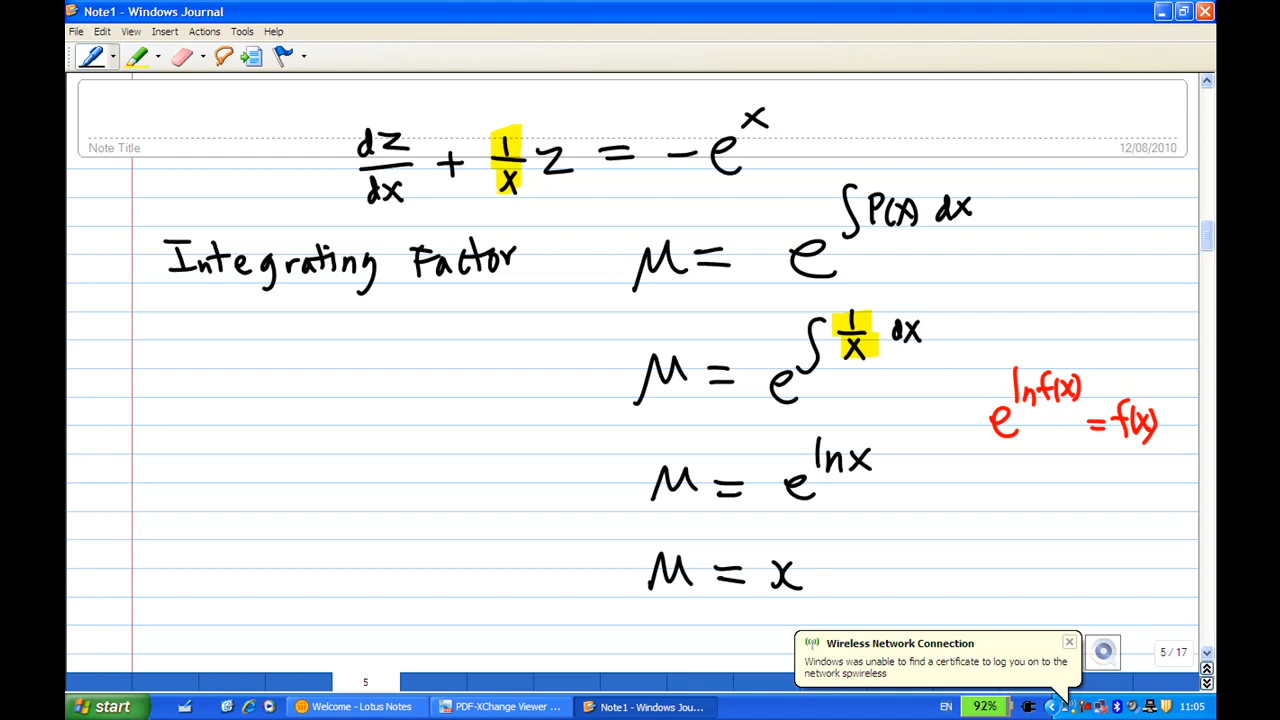 Note1 - Windows Journal
File Edit View Insert Actions Tools Help
dz/dx + 1/x z = -e^x
Note Title
12/08/2010
Integrating Factor μ = e^∫P(x) dx
μ = e^∫1/x dx
e^ln f(x) = f(x)
μ = e^ln x
μ = x
Wireless Network Connection
Windows was unable to find a certificate to log you on to the
network spwireless
5 / 17
5
start
Welcome - Lotus Notes
PDF-XChange Viewer ...
Note1 - Windows Jou...
EN
92%
11:05